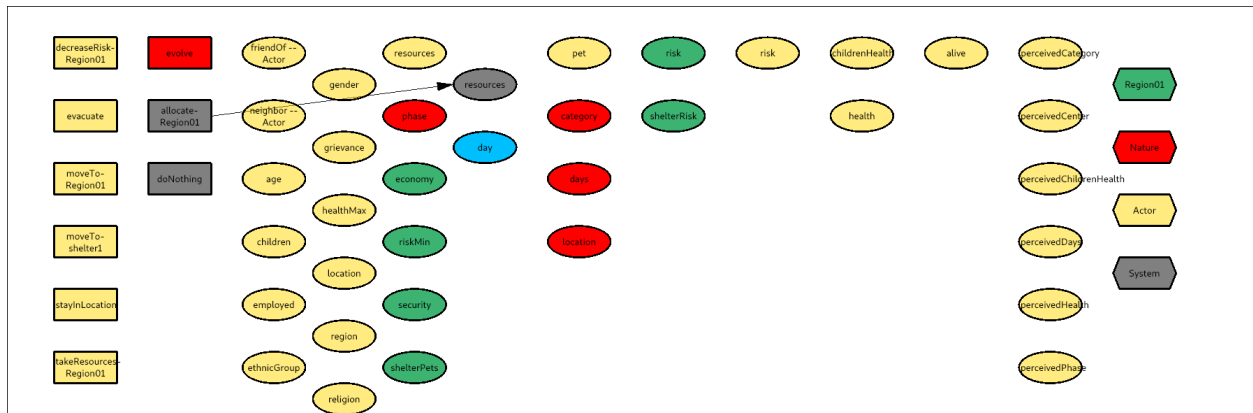 decreaseRisk-
Region01
evacuate
moveTo-
Region01
moveTo-
shelter1
stayInLocation
takeResources-
Region01
evolve
allocate-
Region01
doNothing
friendOf --
Actor
neighbor --
Actor
age
children
employed
ethnicGroup
gender
grievance
healthMax
location
region
religion
resources
phase
economy
riskMin
security
shelterPets
resources
day
pet
category
days
location
risk
shelterRisk
risk
childrenHealth
health
alive
perceivedCategory
perceivedCenter
perceivedChildrenHealth
perceivedDays
perceivedHealth
perceivedPhase
Region01
Nature
Actor
System